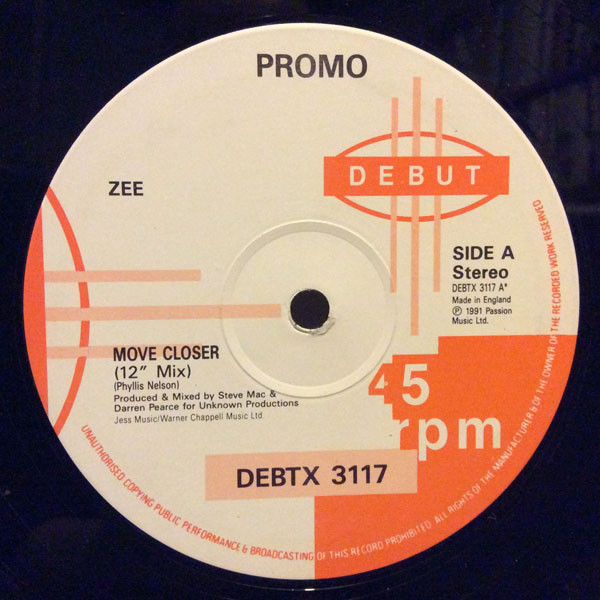 PROMO
DEBUT
ZEE
SIDE A
Stereo
DEBTX 3117 A*
Made in England
℗ 1991 Passion
Music Ltd.
MOVE CLOSER
(12" Mix)
(Phyllis Nelson)
Produced & Mixed by Steve Mac &
Darren Pearce for Unknown Productions
Jess Music/Warner Chappell Music Ltd.
45
rpm
DEBTX 3117
UNAUTHORISED COPYING PUBLIC PERFORMANCE & BROADCASTING OF THIS RECORD PROHIBITED. ALL RIGHTS OF THE MANUFACTURER & OF THE OWNER OF THE RECORDED WORK RESERVED